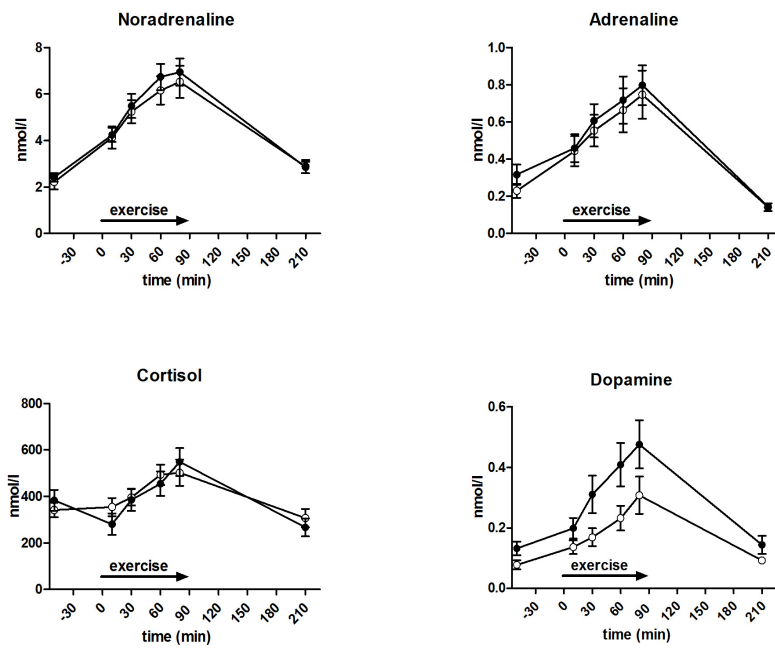 Noradrenaline
8
6
4
2
0
nmol/l
exercise
-30 0 30 60 90 120 150 180 210
time (min)
Adrenaline
1.0
0.8
0.6
0.4
0.2
0.0
nmol/l
exercise
-30 0 30 60 90 120 150 180 210
time (min)
Cortisol
800
600
400
200
0
nmol/l
exercise
-30 0 30 60 90 120 150 180 210
time (min)
Dopamine
0.6
0.4
0.2
0.0
nmol/l
exercise
-30 0 30 60 90 120 150 180 210
time (min)